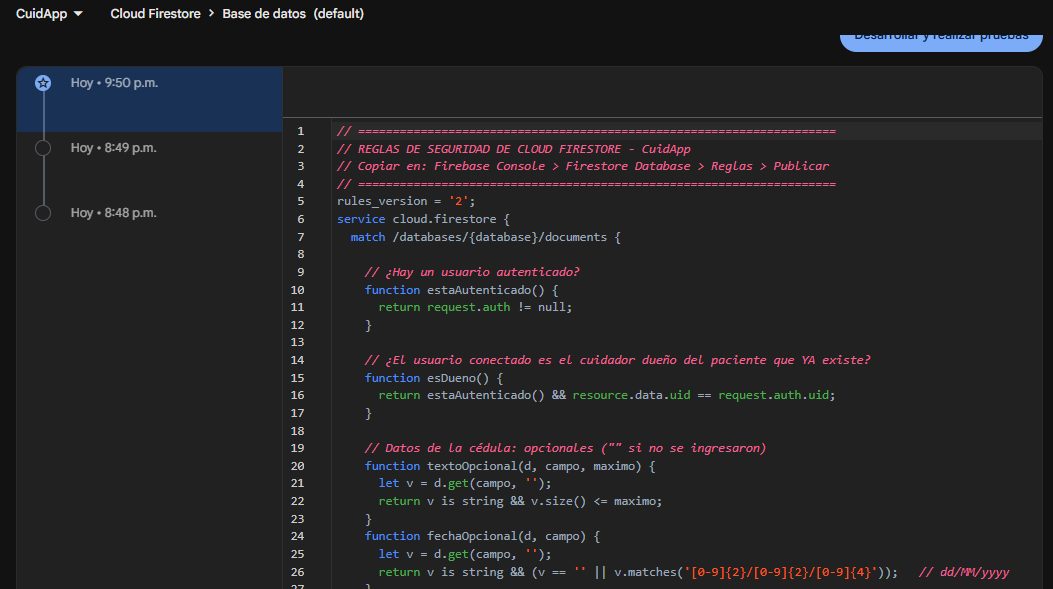 CuidApp Cloud Firestore > Base de datos (default)
Desarrollar y realizar pruebas
Hoy • 9:50 p.m.
Hoy • 8:49 p.m.
Hoy • 8:48 p.m.
1 // =====================================================================
2 // REGLAS DE SEGURIDAD DE CLOUD FIRESTORE - CuidApp
3 // Copiar en: Firebase Console > Firestore Database > Reglas > Publicar
4 // =====================================================================
5 rules_version = '2';
6 service cloud.firestore {
7 match /databases/{database}/documents {
8
9 // ¿Hay un usuario autenticado?
10 function estaAutenticado() {
11 return request.auth != null;
12 }
13
14 // ¿El usuario conectado es el cuidador dueño del paciente que YA existe?
15 function esDueno() {
16 return estaAutenticado() && resource.data.uid == request.auth.uid;
17 }
18
19 // Datos de la cédula: opcionales ("" si no se ingresaron)
20 function textoOpcional(d, campo, maximo) {
21 let v = d.get(campo, '');
22 return v is string && v.size() <= maximo;
23 }
24 function fechaOpcional(d, campo) {
25 let v = d.get(campo, '');
26 return v is string && (v == '' || v.matches('[0-9]{2}/[0-9]{2}/[0-9]{4}')); // dd/MM/yyyy
27 }